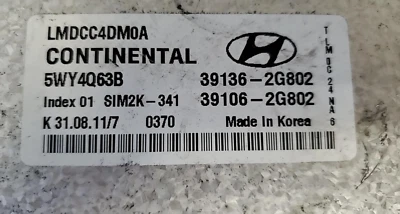 LMDCC4DM0A
CONTINENTAL
5WY4Q63B 39136-2G802
Index 01 SIM2K-341 39106-2G802
K 31.08.11/7 0370 Made in Korea
TLMDC24NA8